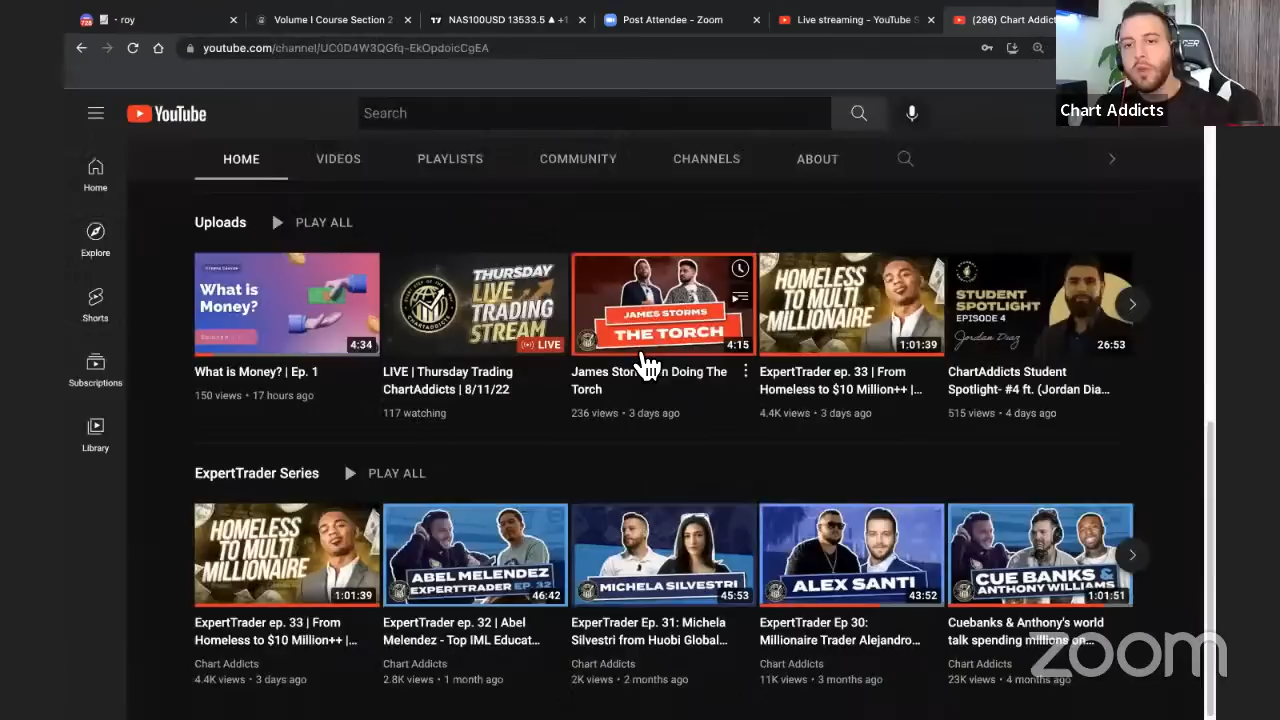 roy
Volume I Course Section 2
NAS100USD 13533.5 ▲ +1
Post Attendee - Zoom
Live streaming - YouTube S
(286) Chart Addict
youtube.com/channel/UC0D4W3QGfq-EkOpdoicCgEA
Chart Addicts
YouTube
Search
HOME
VIDEOS
PLAYLISTS
COMMUNITY
CHANNELS
ABOUT
Home
Explore
Shorts
Subscriptions
Library
Uploads
PLAY ALL
What is
Money?
4:34
THURSDAY
LIVE
TRADING
STREAM
LIVE
JAMES STORMS
THE TORCH
4:15
HOMELESS
TO MULTI
MILLIONAIRE
1:01:39
STUDENT
SPOTLIGHT
EPISODE 4
Jordan Diaz
26:53
What is Money? | Ep. 1
150 views • 17 hours ago
LIVE | Thursday Trading
ChartAddicts | 8/11/22
117 watching
James Stor n Doing The
Torch
236 views • 3 days ago
ExpertTrader ep. 33 | From
Homeless to $10 Million++ |...
4.4K views • 3 days ago
ChartAddicts Student
Spotlight- #4 ft. (Jordan Dia...
515 views • 4 days ago
ExpertTrader Series
PLAY ALL
HOMELESS
TO MULTI
MILLIONAIRE
1:01:39
ABEL MELENDEZ
EXPERTTRADER EP. 32
46:42
MICHELA SILVESTRI
45:53
ALEX SANTI
43:52
CUE BANKS &
ANTHONY WILLIAMS
1:01:51
ExpertTrader ep. 33 | From
Homeless to $10 Million++ |...
Chart Addicts
4.4K views • 3 days ago
ExpertTrader ep. 32 | Abel
Melendez - Top IML Educat...
Chart Addicts
2.8K views • 1 month ago
ExpertTrader Ep. 31: Michela
Silvestri from Huobi Global...
Chart Addicts
2K views • 2 months ago
ExpertTrader Ep 30:
Millionaire Trader Alejandro...
Chart Addicts
11K views • 3 months ago
Cuebanks & Anthony's world
talk spending millions on...
Chart Addicts
23K views • 4 months ago
zoom